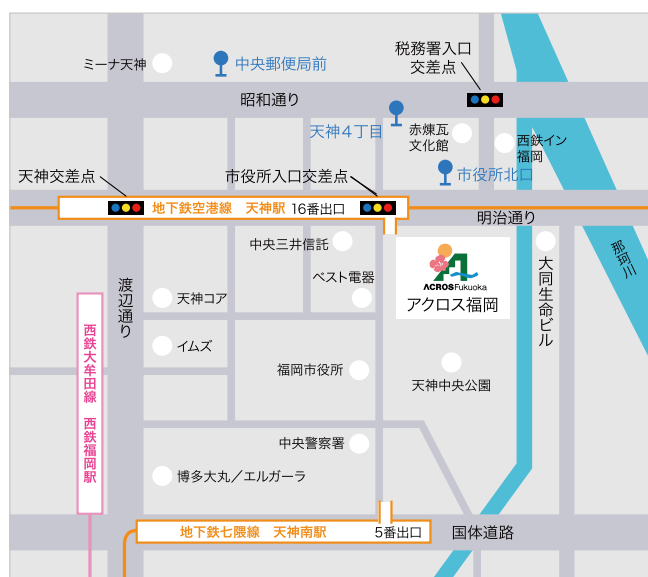 税務署入口
交差点
ミーナ天神
中央郵便局前
昭和通り
天神4丁目
赤煉瓦
文化館
西鉄イン
福岡
市役所北口
天神交差点
市役所入口交差点
地下鉄空港線 天神駅 16番出口
明治通り
中央三井信託
ACROS Fukuoka
アクロス福岡
大同生命ビル
那珂川
ベスト電器
渡辺通り
天神コア
イムズ
西鉄大牟田線 西鉄福岡駅
福岡市役所
天神中央公園
中央警察署
博多大丸／エルガーラ
地下鉄七隈線 天神南駅 5番出口
国体道路